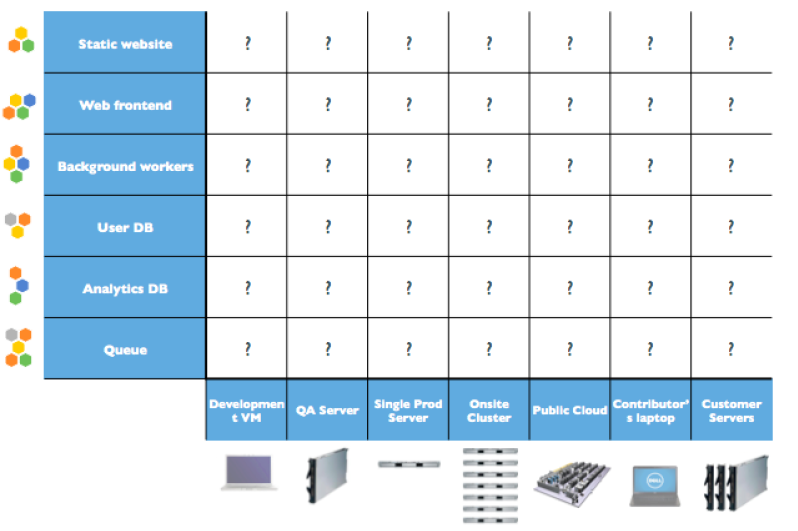 Static website ? ? ? ? ? ? ?
Web frontend ? ? ? ? ? ? ?
Background workers ? ? ? ? ? ? ?
User DB ? ? ? ? ? ? ?
Analytics DB ? ? ? ? ? ? ?
Queue ? ? ? ? ? ? ?
Developmen
t VM
QA Server
Single Prod
Server
Onsite
Cluster
Public Cloud
Contributor’
s laptop
Customer
Servers
DELL